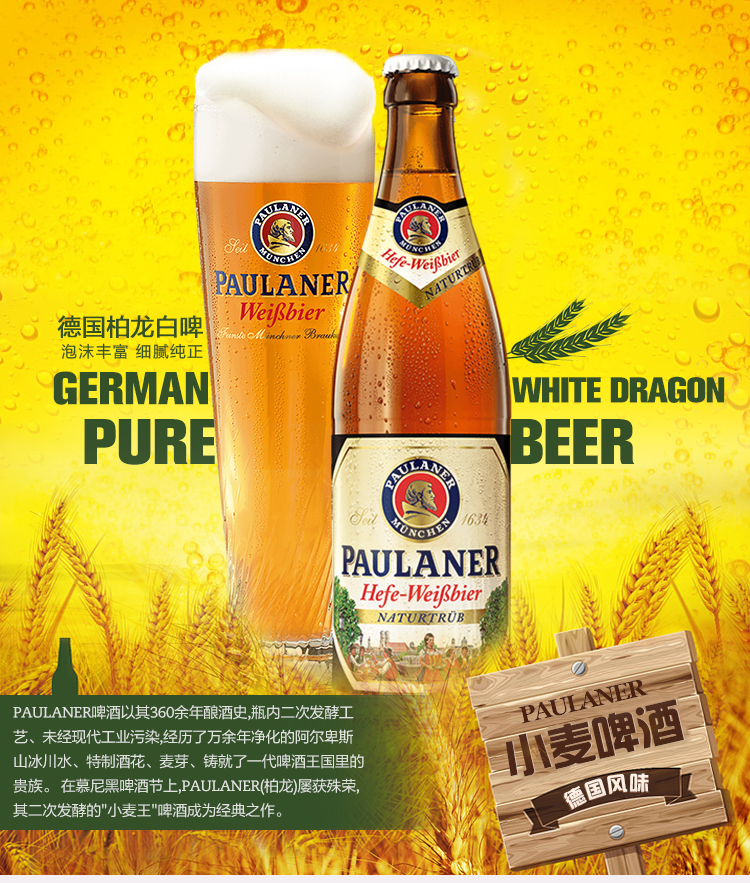 PAULANER
MÜNCHEN
Seit 1634
PAULANER
Weißbier
Feinste Münchner Brauku
PAULANER
MÜNCHEN
Hefe-Weißbier
NATURTRÜB
德国柏龙白啤
泡沫丰富 细腻纯正
GERMAN WHITE DRAGON
PURE BEER
PAULANER
MÜNCHEN
Seit 1634
PAULANER
Hefe-Weißbier
NATURTRÜB
PAULANER啤酒以其360余年酿酒史,瓶内二次发酵工
艺、未经现代工业污染,经历了万余年净化的阿尔卑斯
山冰川水、特制酒花、麦芽、铸就了一代啤酒王国里的
贵族。 在慕尼黑啤酒节上,PAULANER(柏龙)屡获殊荣,
其二次发酵的"小麦王"啤酒成为经典之作。
PAULANER
小麦啤酒
德国风味